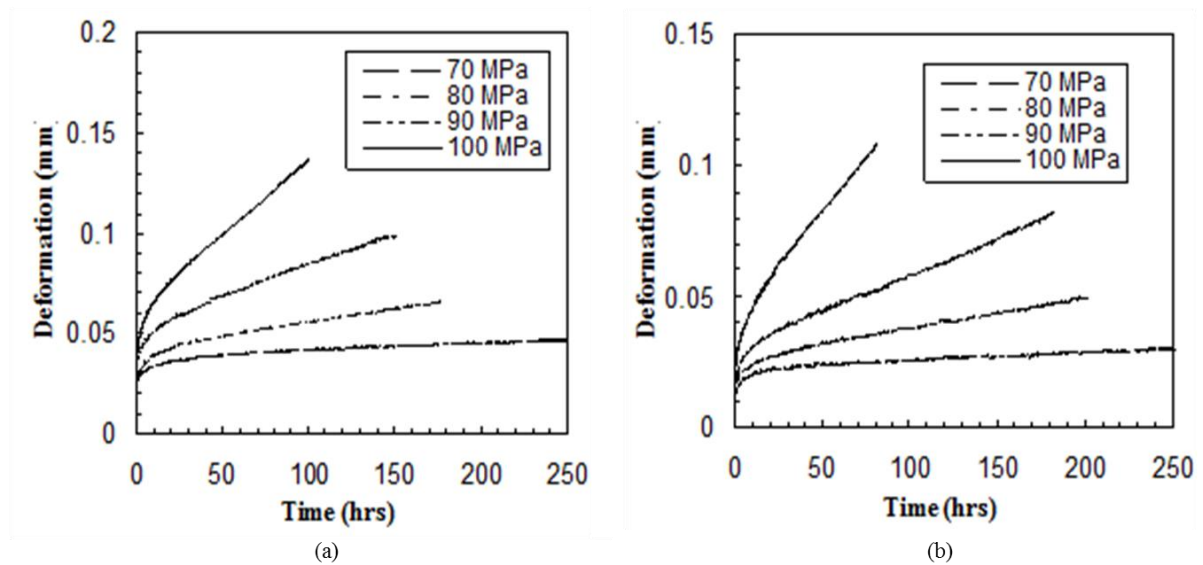 0.2
0.15
0.1
0.05
0
Deformation (mm
70 MPa
80 MPa
90 MPa
100 MPa
0 50 100 150 200 250
Time (hrs)
(a)
0.15
0.1
0.05
0
Deformation (mm
70 MPa
80 MPa
90 MPa
100 MPa
0 50 100 150 200 250
Time (hrs)
(b)